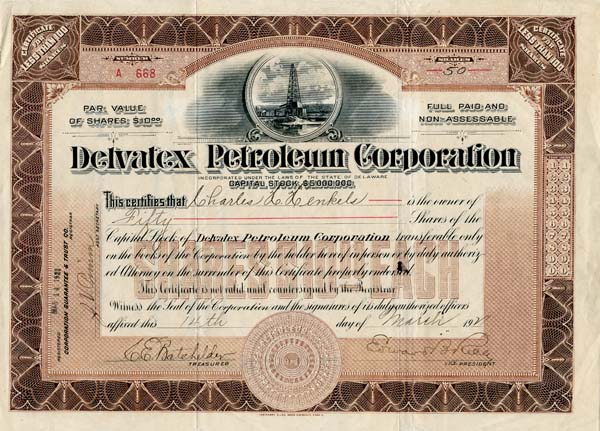 CERTIFICATE
FOR
LESS THAN 100
SHARES
CERTIFICATE
FOR
LESS THAN 100
SHARES
NUMBER
A 668
SHARES
50
PAR VALUE
OF SHARES, $10.00
FULL PAID AND
NON-ASSESSABLE
Delvatex Petroleum Corporation
INCORPORATED UNDER THE LAWS OF THE STATE OF DELAWARE
CAPITAL STOCK, $5,000,000
This certifies that Charles L. Henkels is the owner of
Fifty Shares of the
Capital Stock of Delvatex Petroleum Corporation transferable only
on the books of the Corporation by the holder hereof in person or by duly authoriz-
ed Attorney on the surrender of this Certificate properly endorsed
This Certificate is not valid until countersigned by the Registrar
Witness the Seal of the Corporation and the signatures of its duly authorized officers
affixed this 12th day of March 192
C E Batchelder
TREASURER
VICE PRESIDENT
CORPORATION GUARANTEE & TRUST CO.
REGISTRAR